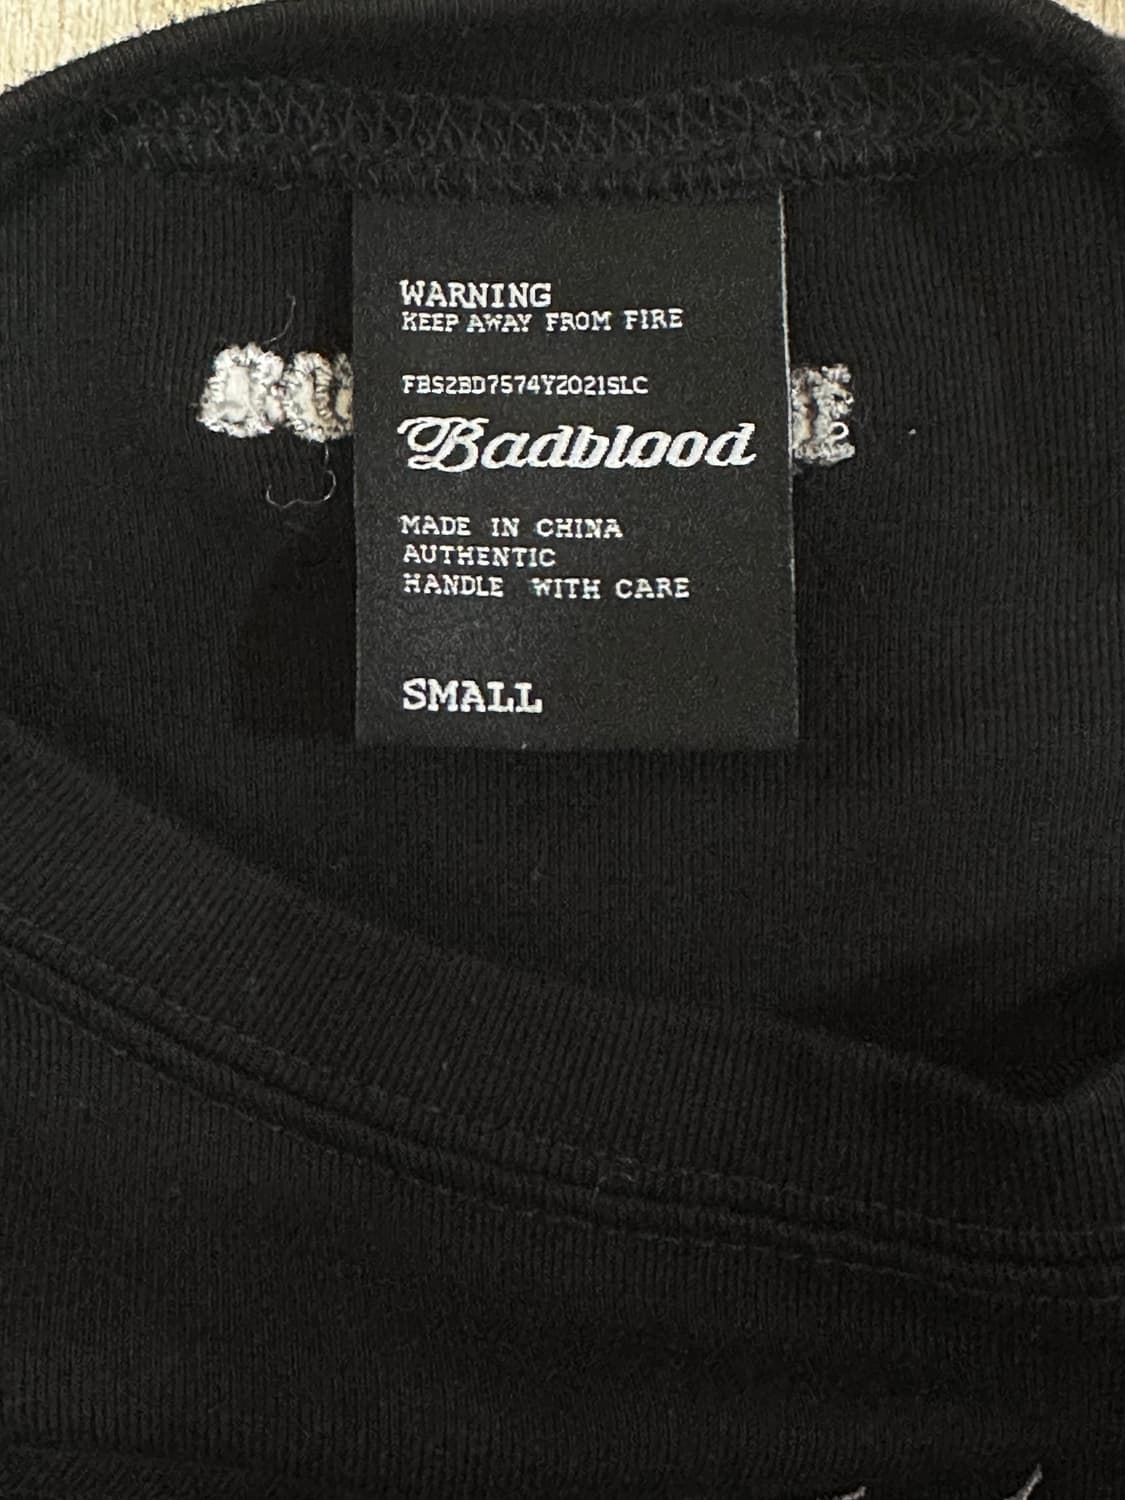 WARNING
KEEP AWAY FROM FIRE
FBS2BD7574Y2021SLC
Badblood
MADE IN CHINA
AUTHENTIC
HANDLE WITH CARE
SMALL